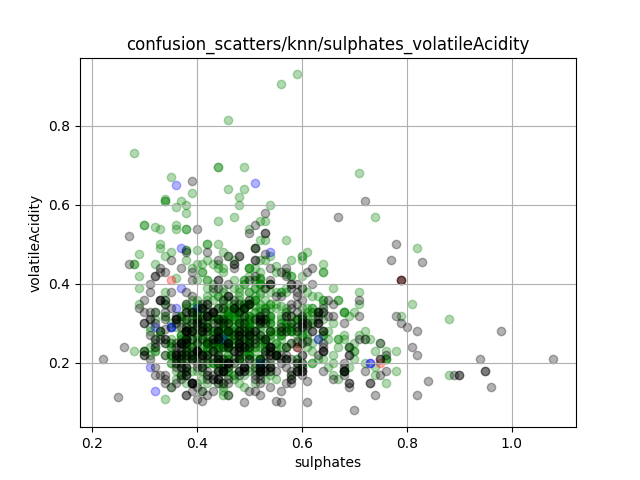 confusion_scatters/knn/sulphates_volatileAcidity
0.8
0.6
0.4
0.2
volatileAcidity
0.2 0.4 0.6 0.8 1.0
sulphates